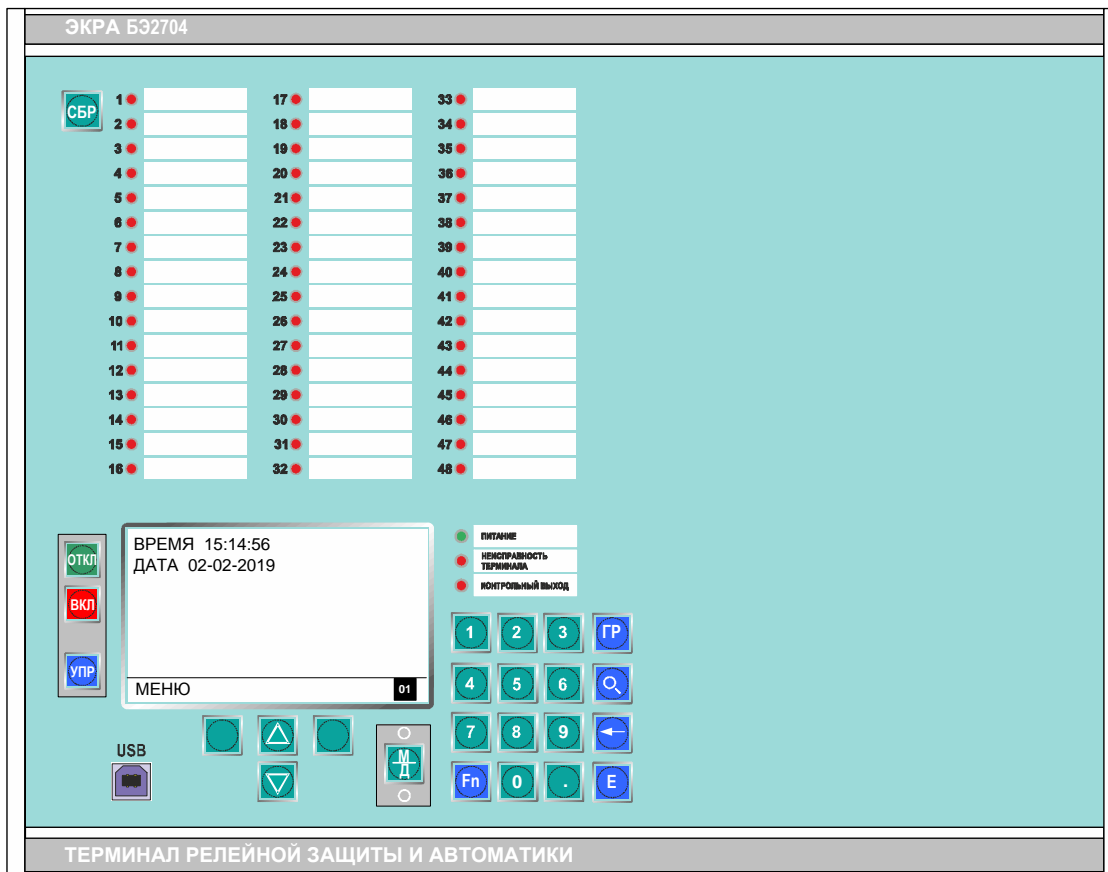 ЭКРА БЭ2704
СБР
1 17 33
2 18 34
3 19 35
4 20 36
5 21 37
6 22 38
7 23 39
8 24 40
9 25 41
10 26 42
11 27 43
12 28 44
13 29 45
14 30 46
15 31 47
16 32 48
ОТКЛ
ВКЛ
УПР
ВРЕМЯ 15:14:56
ДАТА 02-02-2019
МЕНЮ 01
ПИТАНИЕ
НЕИСПРАВНОСТЬ
ТЕРМИНАЛА
КОНТРОЛЬНЫЙ ВЫХОД
1 2 3 ГР
4 5 6
7 8 9
Fn 0 . E
USB
М
Д
ТЕРМИНАЛ РЕЛЕЙНОЙ ЗАЩИТЫ И АВТОМАТИКИ